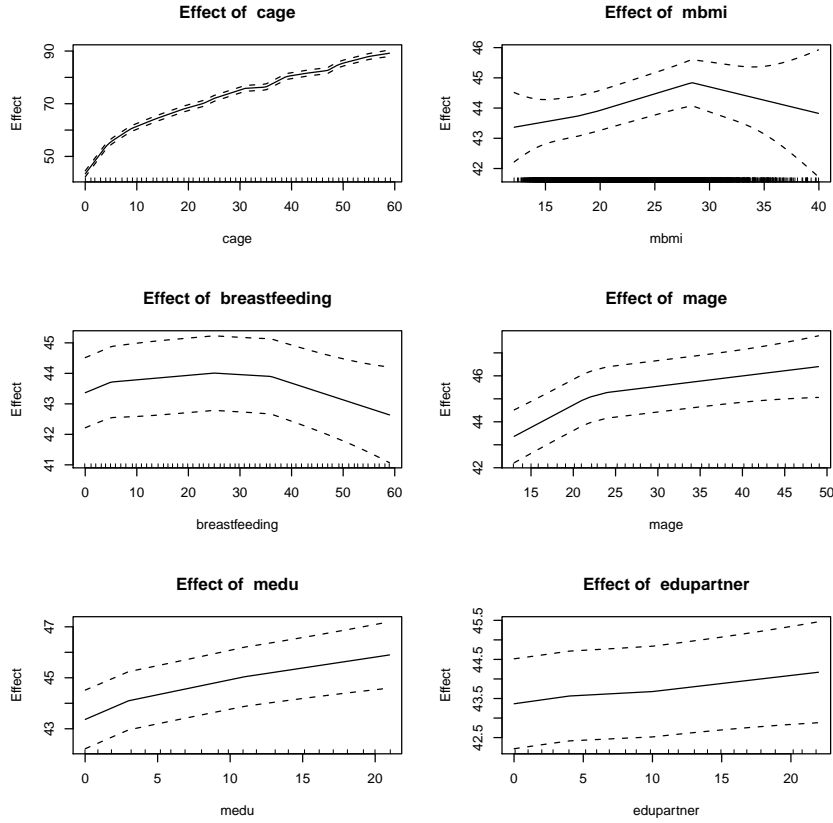 Effect of cage
Effect
50
70
90
0 10 20 30 40 50 60
cage
Effect of mbmi
Effect
42
43
44
45
46
15 20 25 30 35 40
mbmi
Effect of breastfeeding
Effect
41
42
43
44
45
0 10 20 30 40 50 60
breastfeeding
Effect of mage
Effect
42
44
46
15 20 25 30 35 40 45 50
mage
Effect of medu
Effect
43
45
47
0 5 10 15 20
medu
Effect of edupartner
Effect
42.5
43.5
44.5
45.5
0 5 10 15 20
edupartner